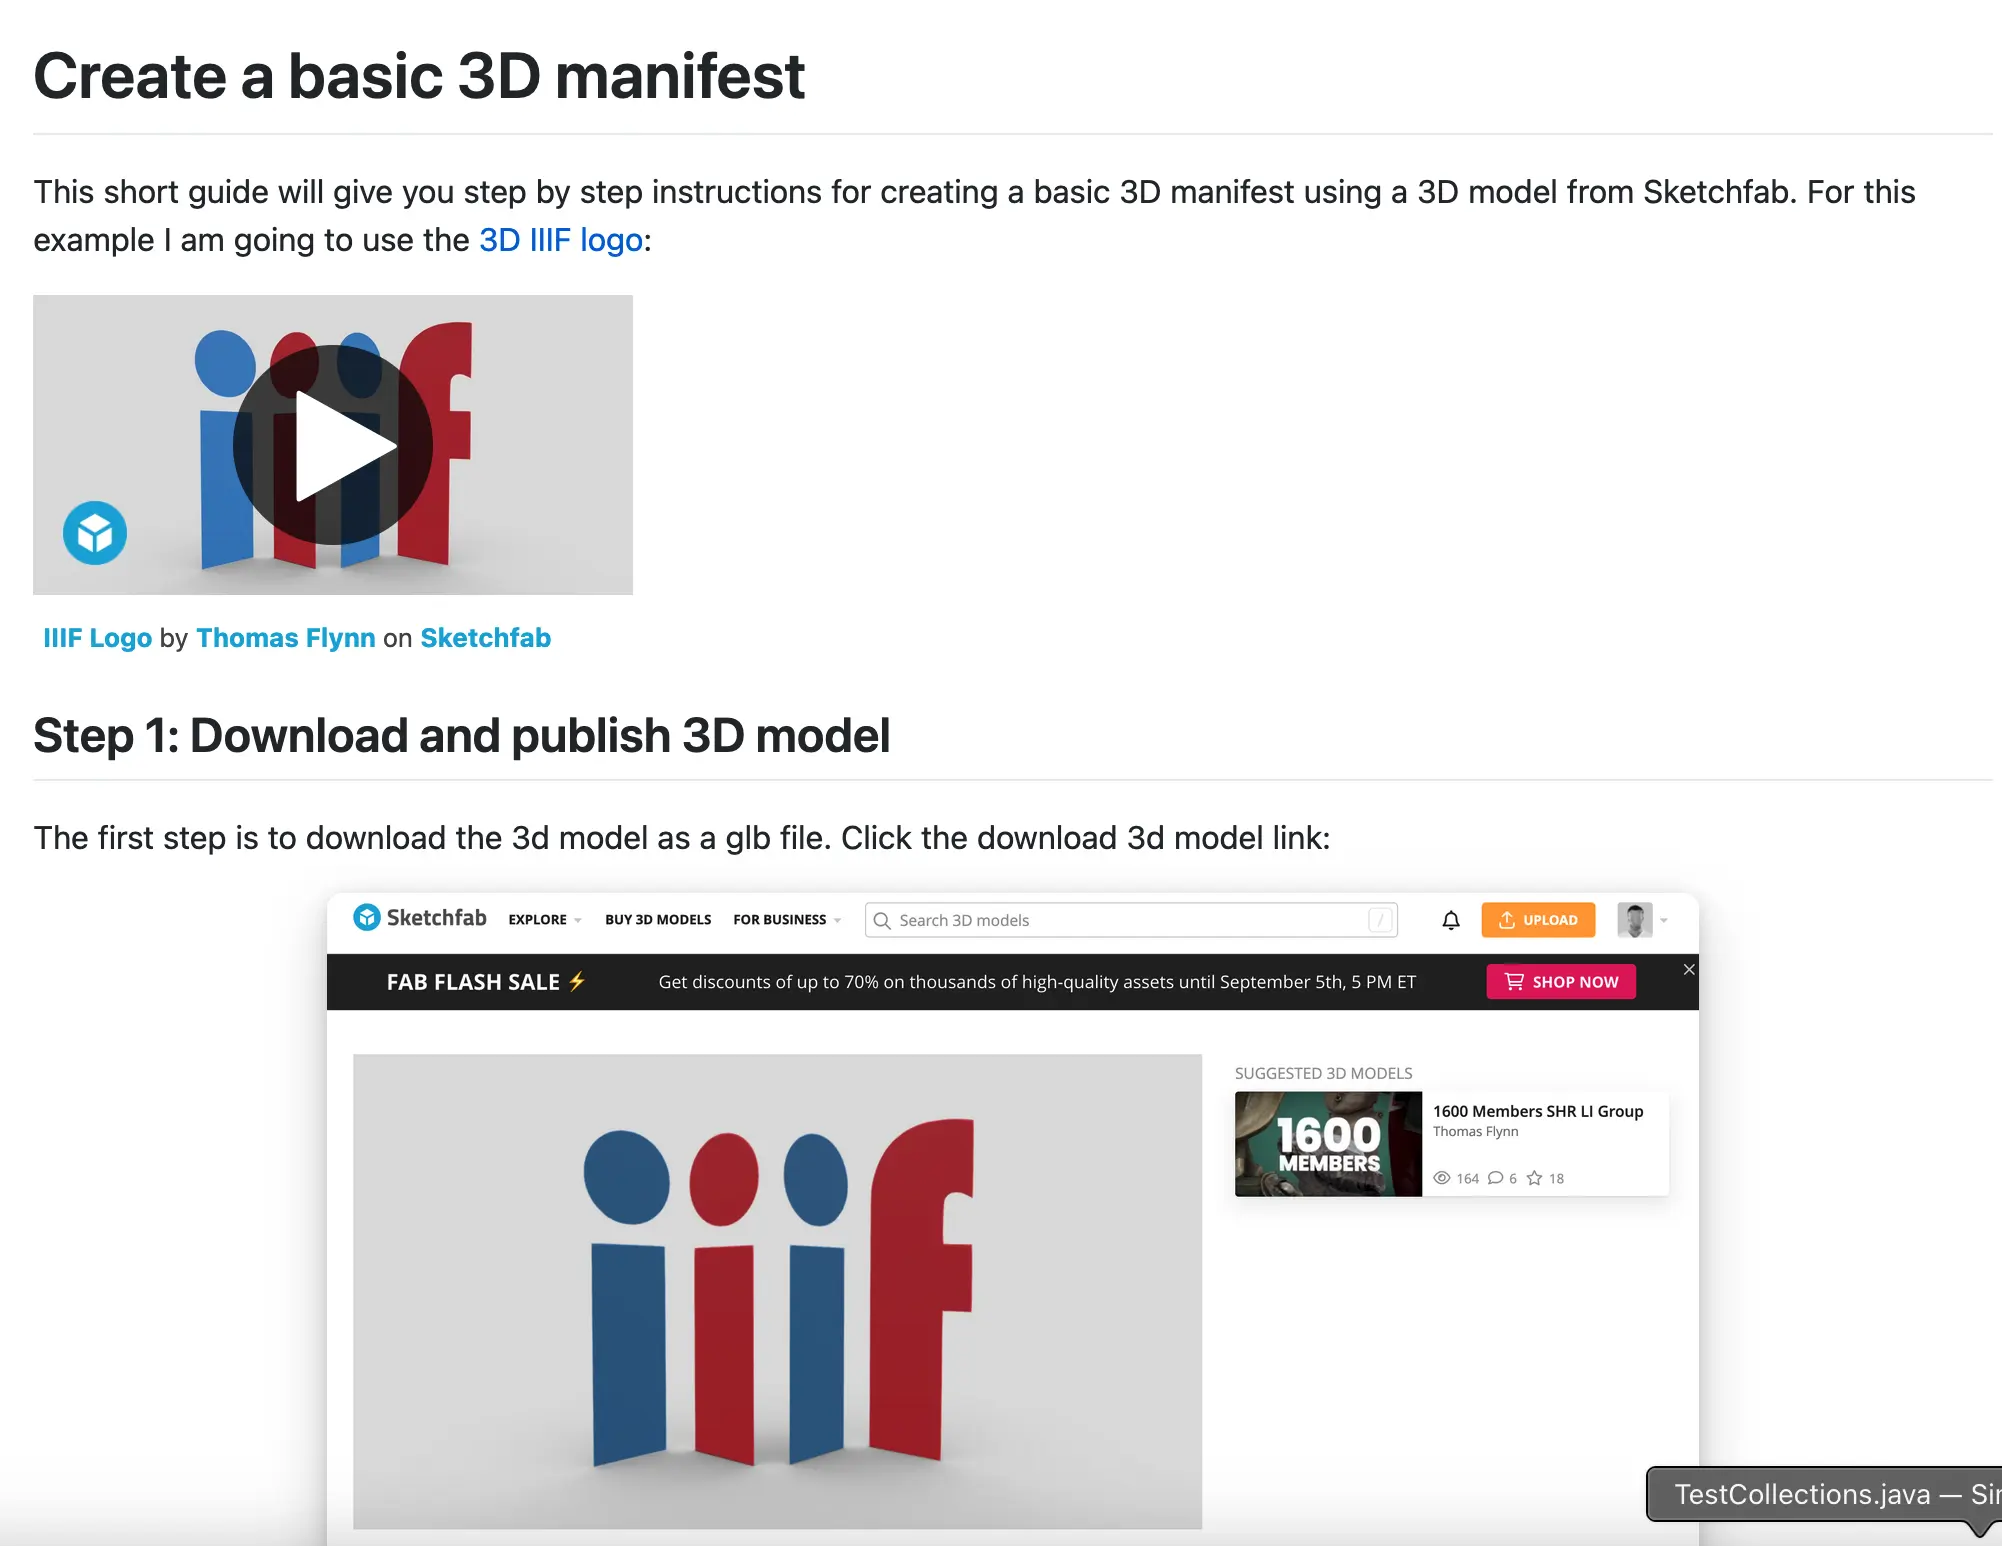 Create a basic 3D manifest
This short guide will give you step by step instructions for creating a basic 3D manifest using a 3D model from Sketchfab. For this
example I am going to use the 3D IIIF logo:
iiif
IIIF Logo by Thomas Flynn on Sketchfab
Step 1: Download and publish 3D model
The first step is to download the 3d model as a glb file. Click the download 3d model link:
Sketchfab EXPLORE BUY 3D MODELS FOR BUSINESS Search 3D models / UPLOAD
FAB FLASH SALE⚡ Get discounts of up to 70% on thousands of high-quality assets until September 5th, 5 PM ET SHOP NOW
SUGGESTED 3D MODELS
1600 MEMBERS
1600 Members SHR LI Group
Thomas Flynn
164 6 18
iiif
TestCollections.java — Sir